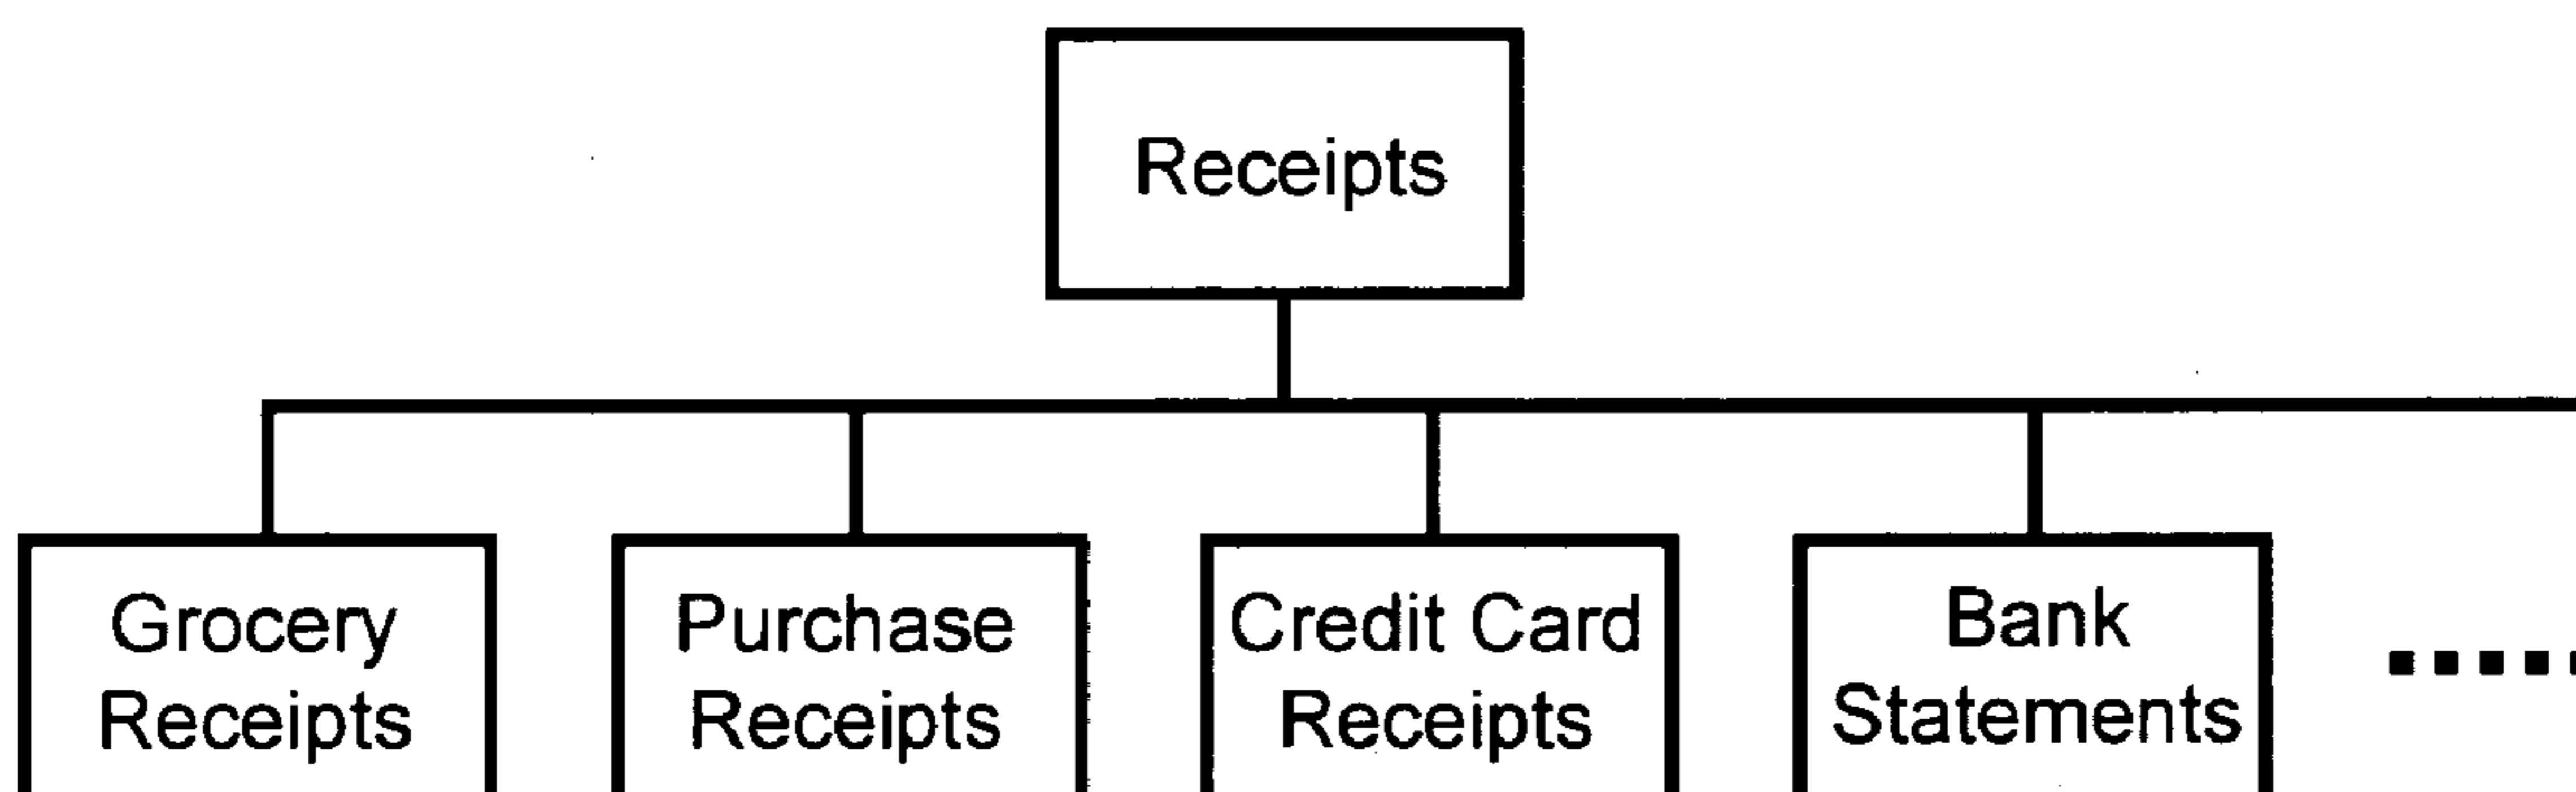 Receipts
Grocery
Receipts
Purchase
Receipts
Credit Card
Receipts
Bank
Statements